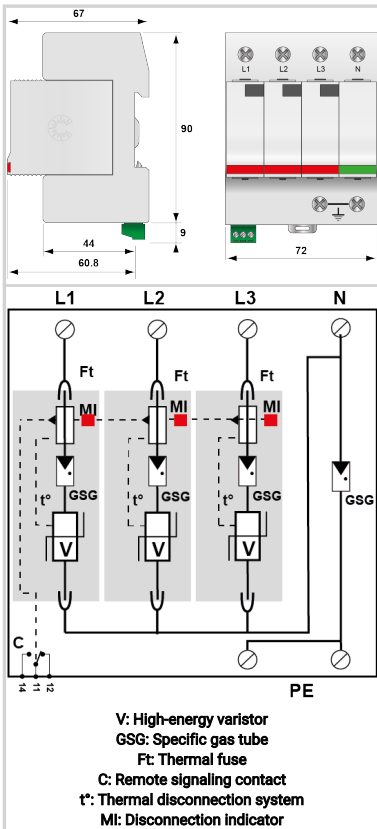 67
L1 L2 L3 N
90
9
44
60.8
72
L1 L2 L3 N
Ft Ft Ft
MI MI MI
GSG GSG GSG GSG
t° t° t°
V V V
C
14 11 12
PE
V: High-energy varistor
GSG: Specific gas tube
Ft: Thermal fuse
C: Remote signaling contact
t°: Thermal disconnection system
MI: Disconnection indicator